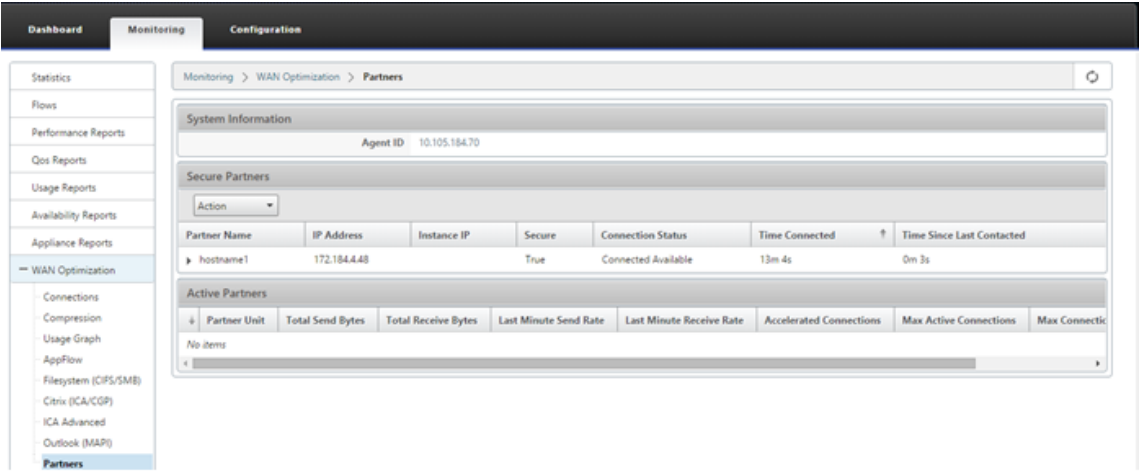 Dashboard Monitoring Configuration
Statistics
Flows
Performance Reports
Qos Reports
Usage Reports
Availability Reports
Appliance Reports
WAN Optimization
Connections
Compression
Usage Graph
AppFlow
Filesystem (CIFS/SMB)
Citrix (ICA/CGP)
ICA Advanced
Outlook (MAPI)
Partners
Monitoring > WAN Optimization > Partners
System Information
Agent ID 10.105.184.70
Secure Partners
Action
Partner Name IP Address Instance IP Secure Connection Status Time Connected Time Since Last Contacted
hostname1 172.184.4.48 True Connected Available 13m 4s 0m 3s
Active Partners
Partner Unit Total Send Bytes Total Receive Bytes Last Minute Send Rate Last Minute Receive Rate Accelerated Connections Max Active Connections Max Connectic
No items